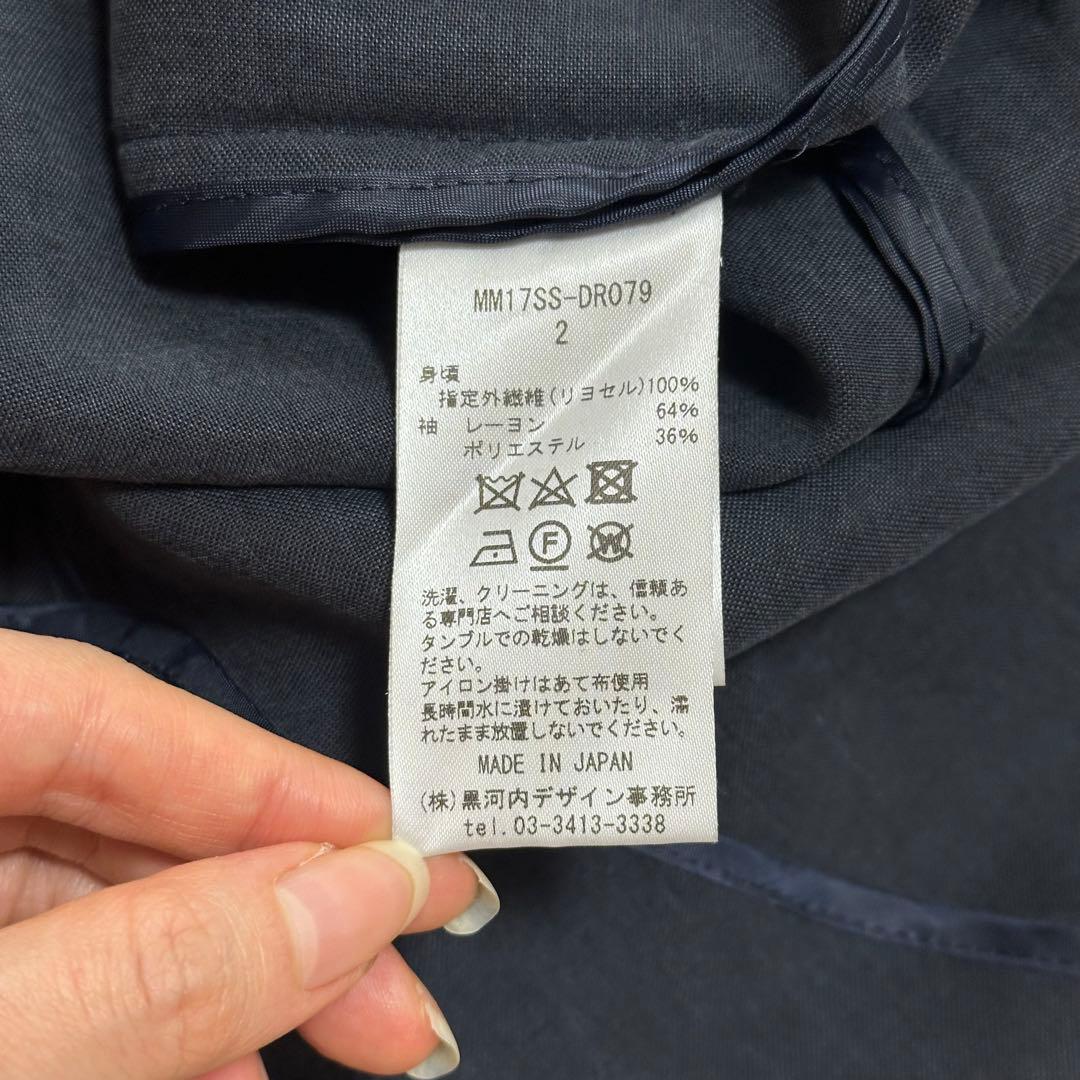 MM17SS-DR079
2
身頃
指定外繊維(リヨセル)100%
袖 レーヨン 64%
ポリエステル 36%
F
W
洗濯、クリーニングは、信頼あ
る専門店へご相談ください。
タンブルでの乾燥はしないでく
ださい。
アイロン掛けはあて布使用
長時間水に漬けておいたり、濡
れたまま放置しないでください。
MADE IN JAPAN
(株)黒河内デザイン事務所
tel.03-3413-3338